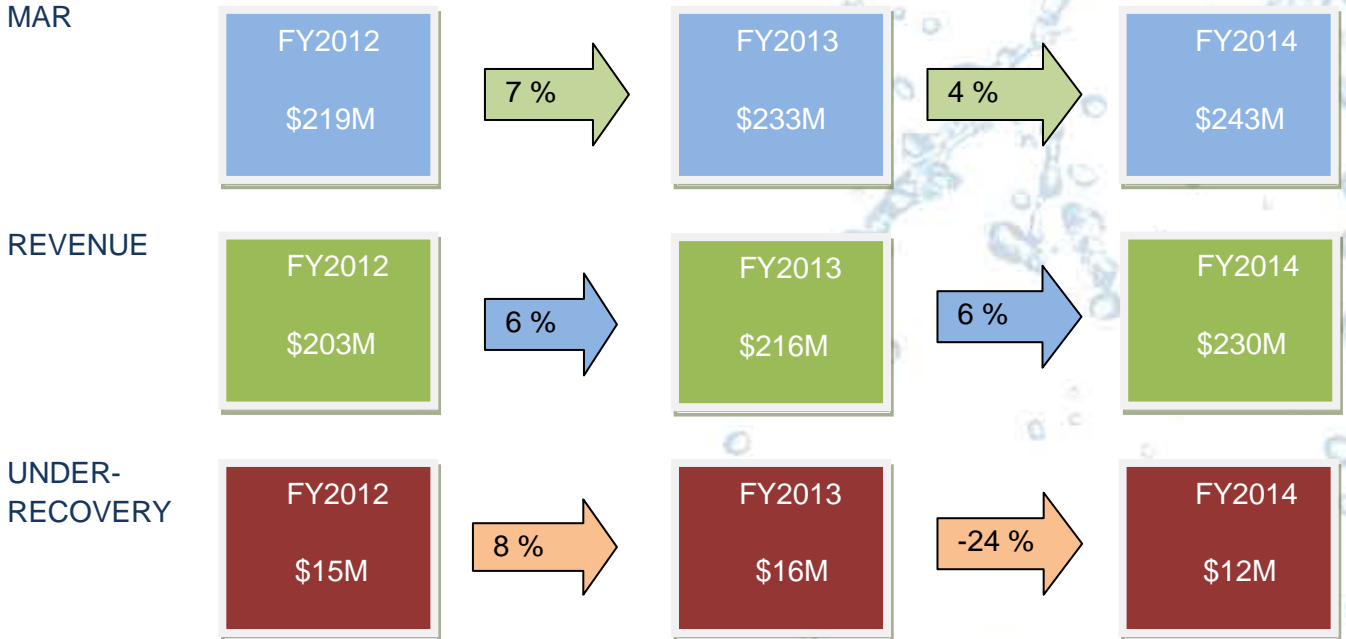 MAR
FY2012
$219M
7 %
FY2013
$233M
4 %
FY2014
$243M
REVENUE
FY2012
$203M
6 %
FY2013
$216M
6 %
FY2014
$230M
UNDER-
RECOVERY
FY2012
$15M
8 %
FY2013
$16M
-24 %
FY2014
$12M